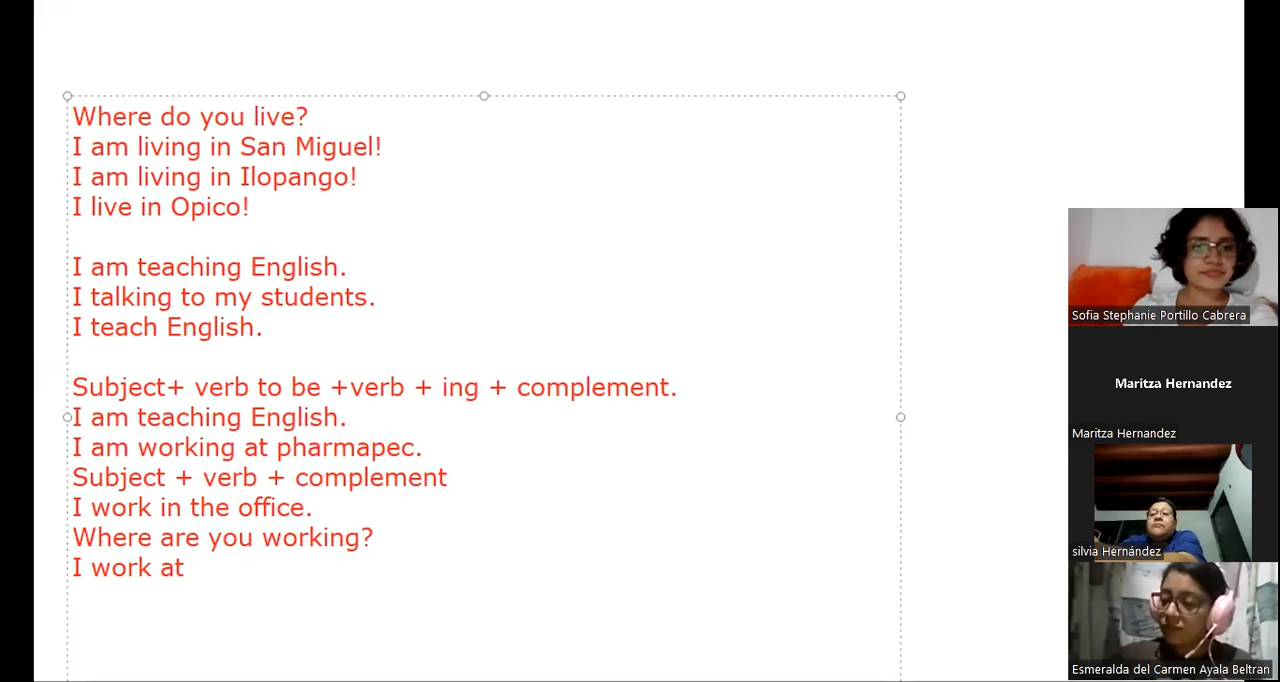 Where do you live?
I am living in San Miguel!
I am living in Ilopango!
I live in Opico!
I am teaching English.
I talking to my students.
I teach English.
Subject+ verb to be +verb + ing + complement.
I am teaching English.
I am working at pharmapec.
Subject + verb + complement
I work in the office.
Where are you working?
I work at
Sofia Stephanie Portillo Cabrera
Maritza Hernandez
Maritza Hernandez
silvia Hernández
Esmeralda del Carmen Ayala Beltran